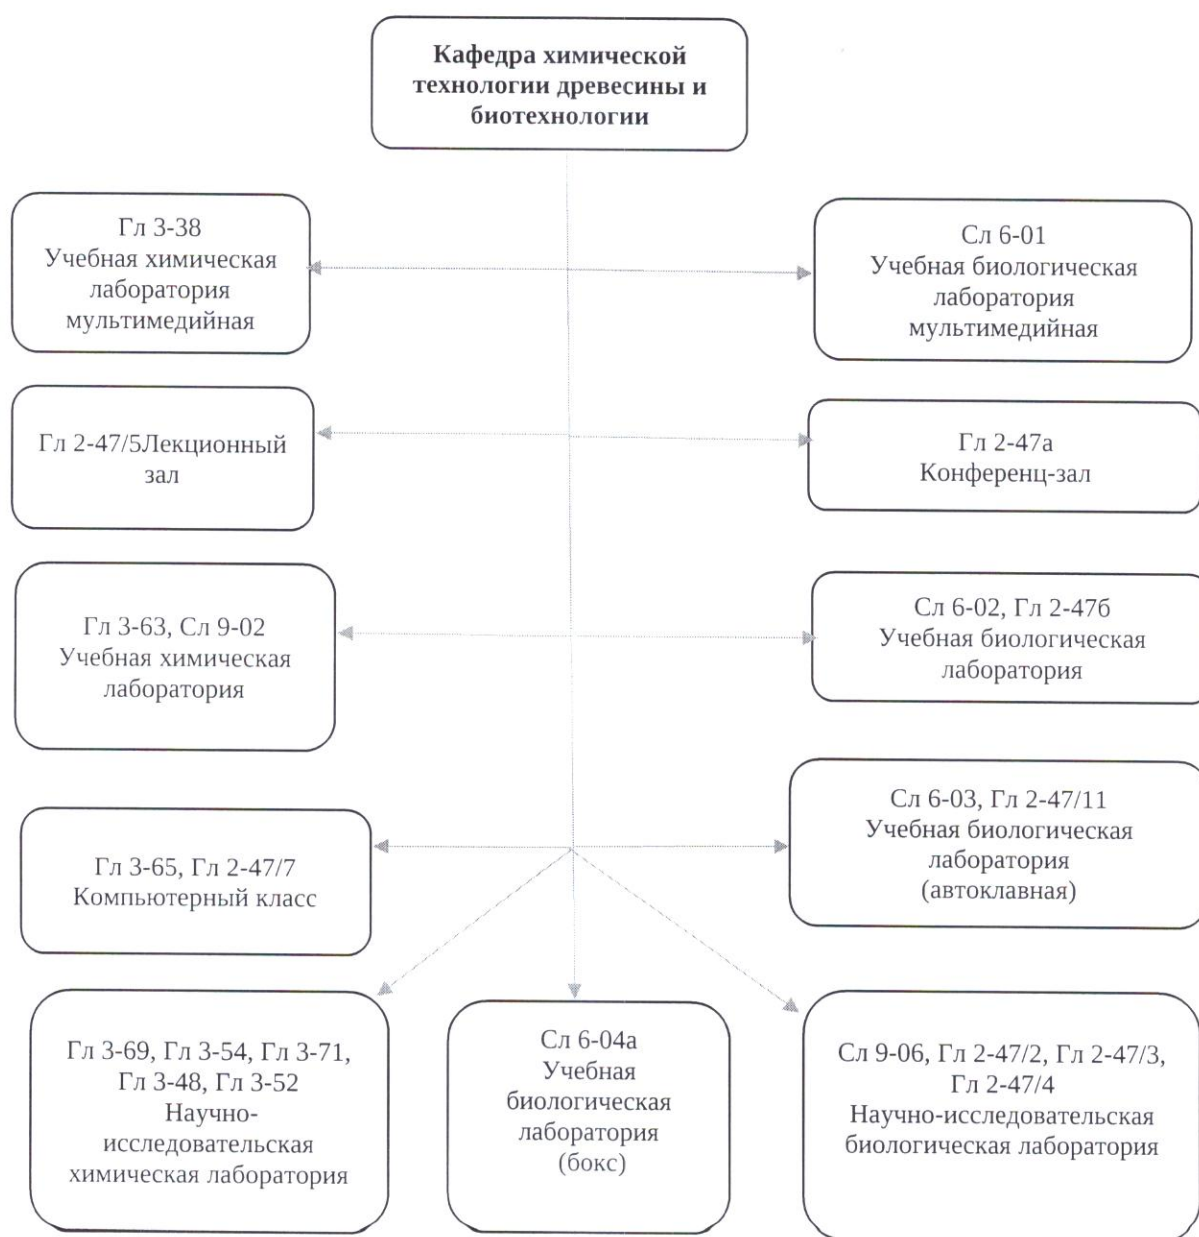 Кафедра химической
технологии древесины и
биотехнологии
Гл 3-38
Учебная химическая
лаборатория
мультимедийная
Сл 6-01
Учебная биологическая
лаборатория
мультимедийная
Гл 2-47/5Лекционный
зал
Гл 2-47а
Конференц-зал
Гл 3-63, Сл 9-02
Учебная химическая
лаборатория
Сл 6-02, Гл 2-47б
Учебная биологическая
лаборатория
Гл 3-65, Гл 2-47/7
Компьютерный класс
Сл 6-03, Гл 2-47/11
Учебная биологическая
лаборатория
(автоклавная)
Гл 3-69, Гл 3-54, Гл 3-71,
Гл 3-48, Гл 3-52
Научно-
исследовательская
химическая лаборатория
Сл 6-04а
Учебная
биологическая
лаборатория
(бокс)
Сл 9-06, Гл 2-47/2, Гл 2-47/3,
Гл 2-47/4
Научно-исследовательская
биологическая лаборатория